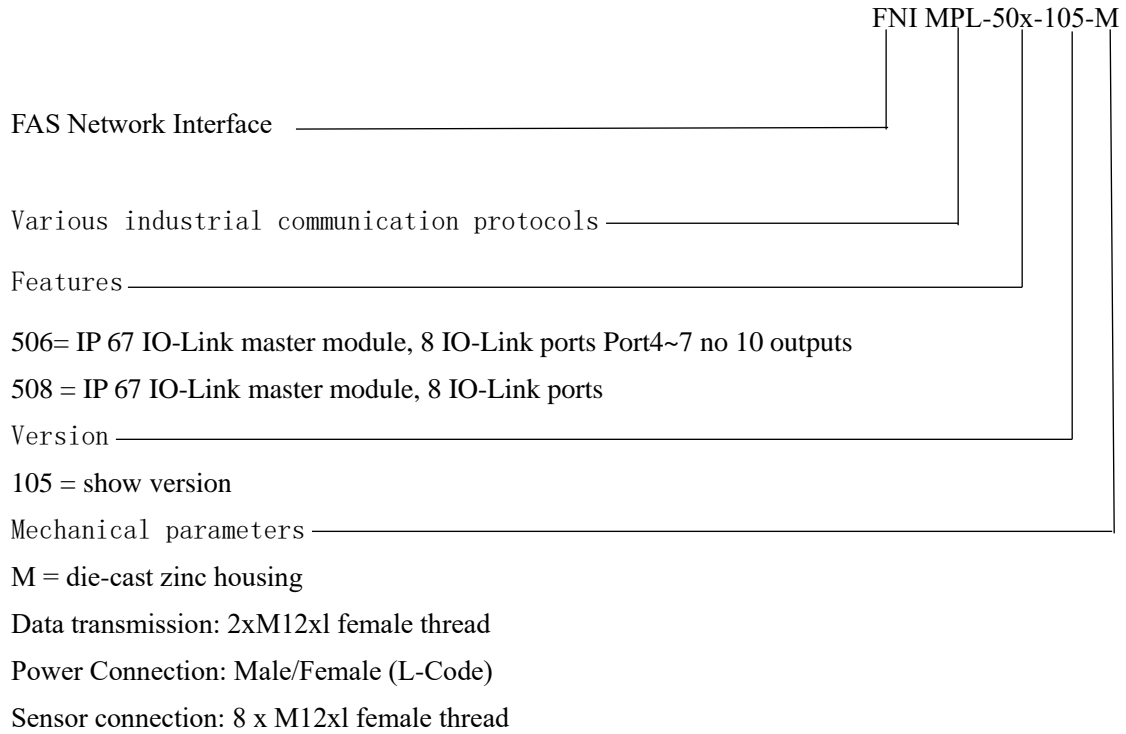 FNI MPL-50x-105-M
FAS Network Interface
Various industrial communication protocols
Features
506= IP 67 IO-Link master module, 8 IO-Link ports Port4~7 no 10 outputs
508 = IP 67 IO-Link master module, 8 IO-Link ports
Version
105 = show version
Mechanical parameters
M = die-cast zinc housing
Data transmission: 2xM12xl female thread
Power Connection: Male/Female (L-Code)
Sensor connection: 8 x M12xl female thread